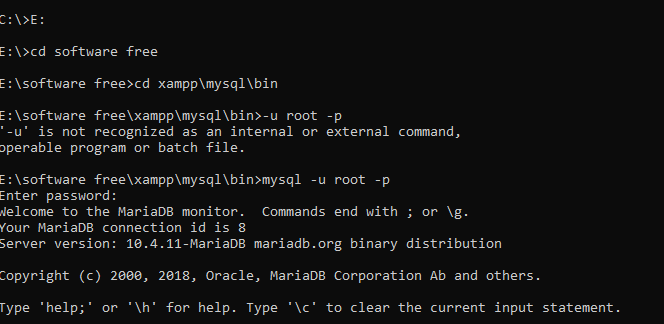 C:\>E:
E:\>cd software free
E:\software free>cd xampp\mysql\bin
E:\software free\xampp\mysql\bin>-u root -p
'-u' is not recognized as an internal or external command,
operable program or batch file.
E:\software free\xampp\mysql\bin>mysql -u root -p
Enter password:
Welcome to the MariaDB monitor.  Commands end with ; or \g.
Your MariaDB connection id is 8
Server version: 10.4.11-MariaDB mariadb.org binary distribution
Copyright (c) 2000, 2018, Oracle, MariaDB Corporation Ab and others.
Type 'help;' or '\h' for help. Type '\c' to clear the current input statement.